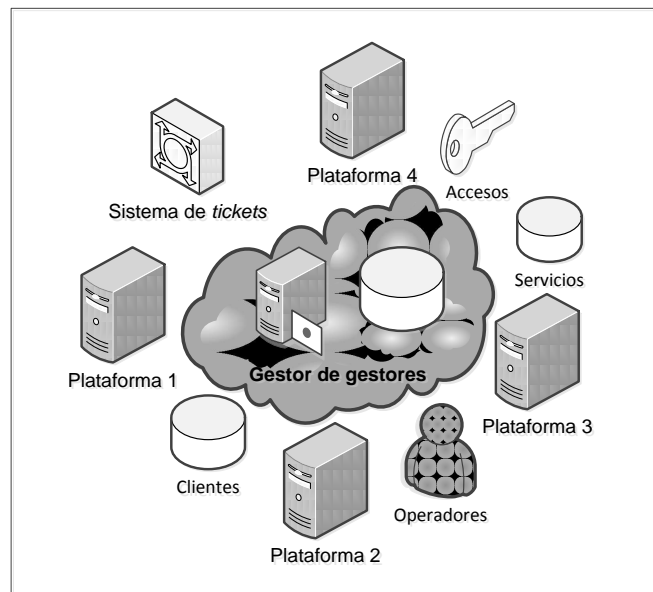 Plataforma 4
Accesos
Sistema de tickets
Servicios
Plataforma 1
Gestor de gestores
Plataforma 3
Clientes
Operadores
Plataforma 2